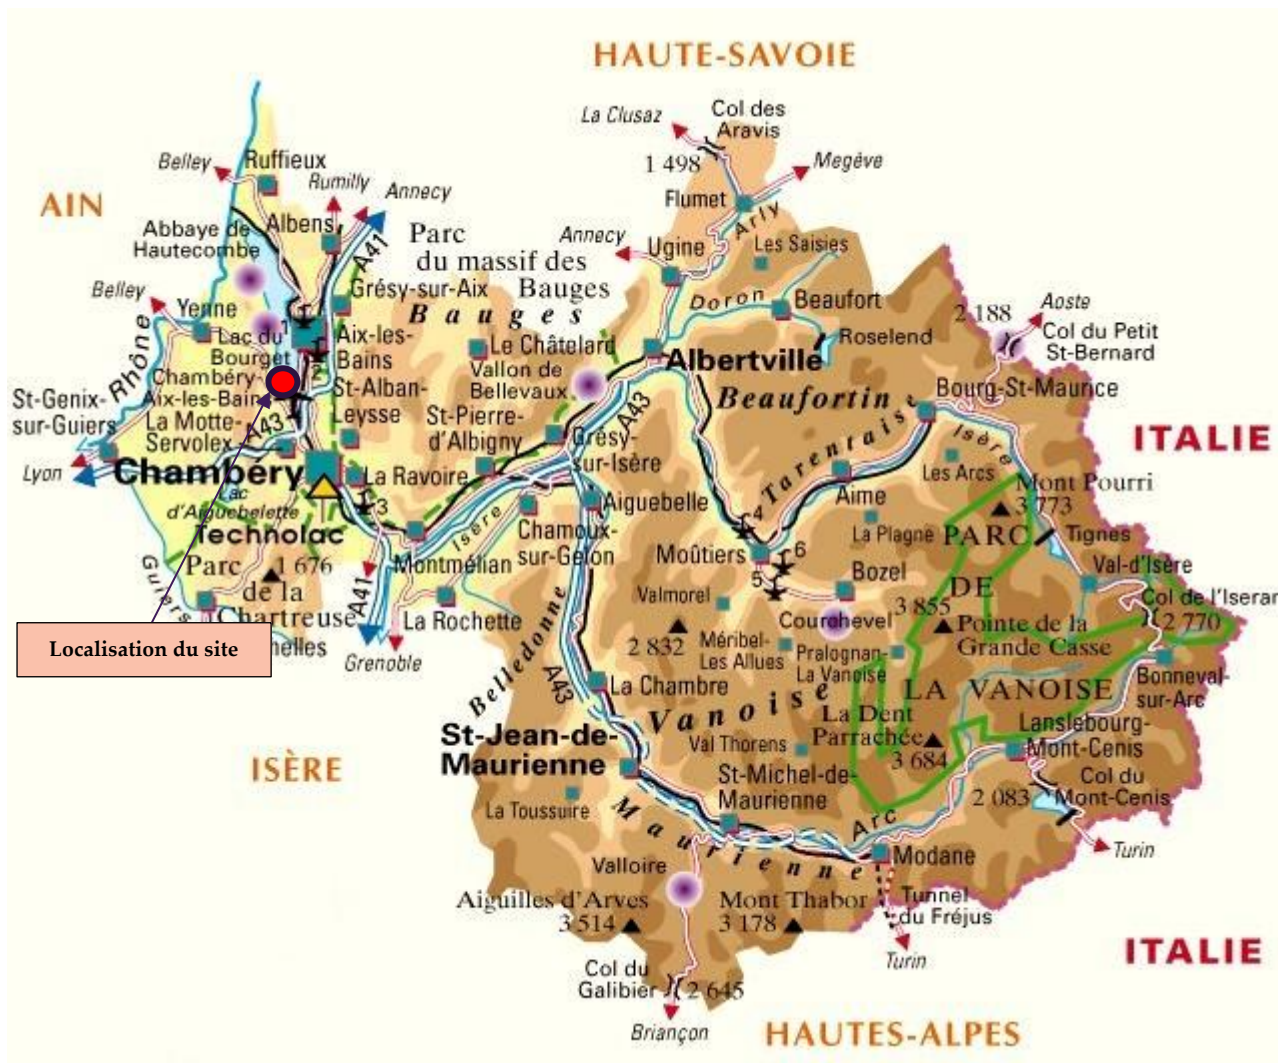 HAUTE-SAVOIE
La Clusaz
Col des
Aravis
1 498
Megève
Belley
Ruffieux
Rumilly
Annecy
AIN
Flumet
Abbaye de
Hautecombe
Albens
A41
Parc
du massif des
Bauges
Annecy
Ugine
Arly
Les Saisies
Belley
Yenne
Grésy-sur-Aix
Bauges
Doron
Beaufort
2 188
Aoste
Rhône
Lac du
Bourget
1
Aix-les-
Bains
Le Châtelard
Roselend
Col du Petit
St-Bernard
2
Vallon de
Bellevaux
Albertville
Chambéry-
Aix-les-Bains
St-Alban-
Leysse
Beaufortin
Bourg-St-Maurice
St-Genix-
sur-Guiers
La Motte-
Servolex
A43
St-Pierre-
d'Albigny
A43
Grésy-
sur-Isère
Tarentaise
Isère
ITALIE
Lyon
Chambéry
La Ravoire
Les Arcs
Aime
Mont Pourri
3 773
Lac
d'Aiguebelette
3
Isère
Aiguebelle
4
La Plagne
PARC
Tignes
Technolac
Chamoux-
sur-Gelon
Moûtiers
6
5
Guiers
Parc
de la
Chartreuse
1 676
Montmélian
A41
Bozel
DE
Val-d'Isère
Valmorel
3 855
Col de l'Iseran
2 770
La Rochette
Courchevel
Pointe de la
Grande Casse
Localisation du site
helles
Grenoble
Belledonne
2 832
Méribel-
Les Allues
Pralognan-
La Vanoise
A43
La Chambre
LA VANOISE
Bonneval-
sur-Arc
Vanoise
La Dent
Parrachée
3 684
Lanslebourg-
Mont-Cenis
St-Jean-de-
Maurienne
Val Thorens
ISÈRE
St-Michel-de-
Maurienne
Col du
Mont-Cenis
2 083
La Toussuire
Maurienne
Arc
Turin
Modane
Valloire
Aiguilles d'Arves
3 514
Mont Thabor
3 178
Tunnel
du Fréjus
Turin
ITALIE
Col du
Galibier
2 645
Briançon
HAUTES-ALPES